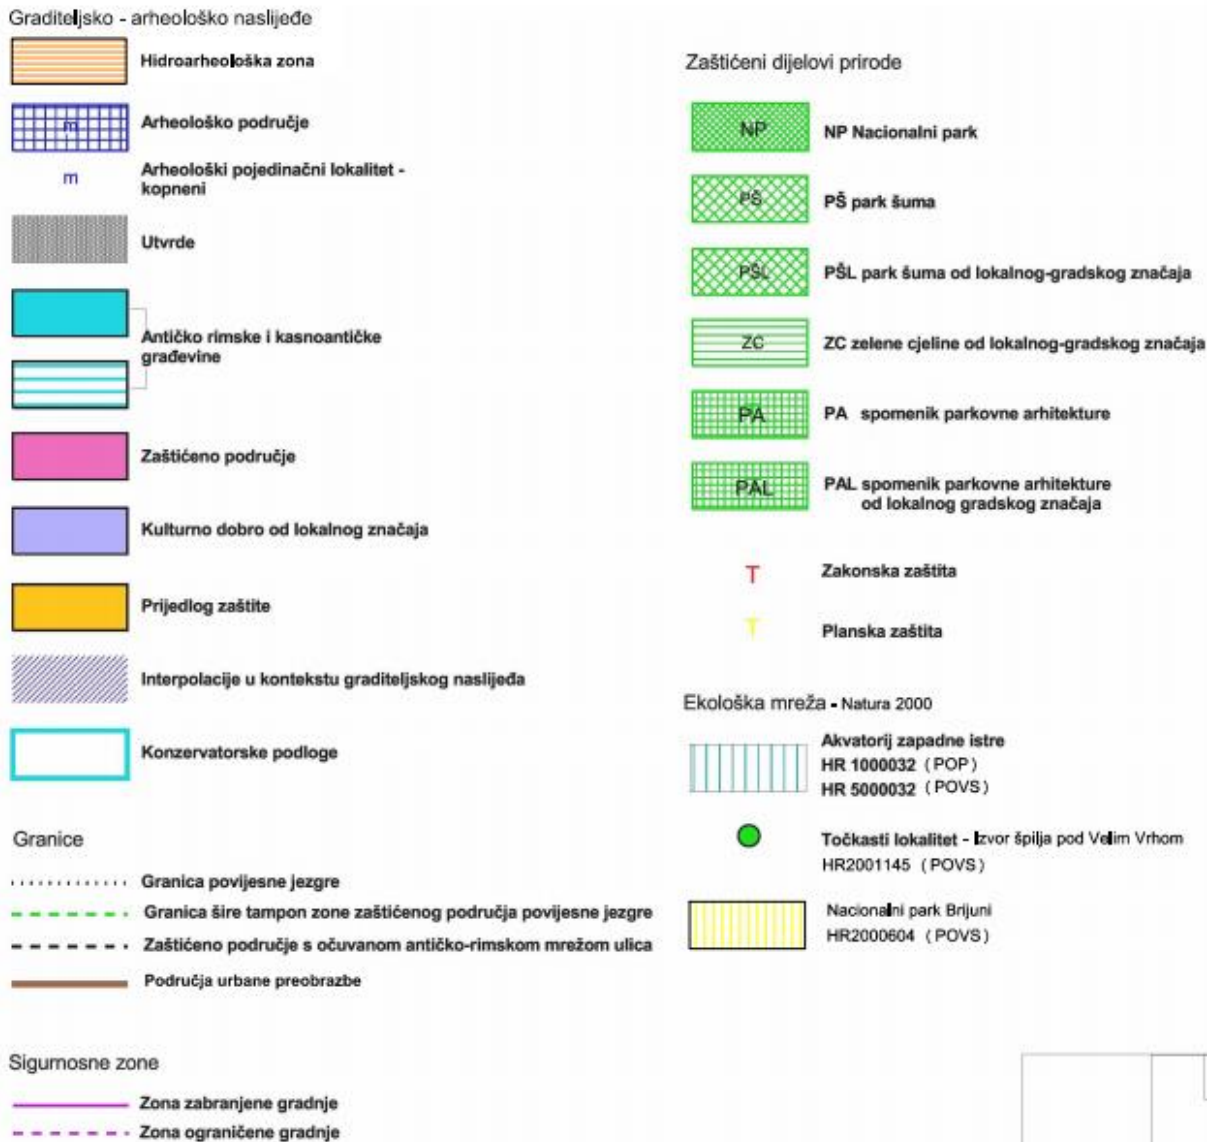 Graditeljsko - arheološko naslijeđe
Hidroarheološka zona
m
Arheološko područje
m
Arheološki pojedinačni lokalitet -
kopneni
Utvrde
Antičko rimske i kasnoantičke
građevine
Zaštićeno područje
Kulturno dobro od lokalnog značaja
Prijedlog zaštite
Interpolacije u kontekstu graditeljskog naslijeđa
Konzervatorske podloge
Granice
Granica povijesne jezgre
Granica šire tampon zone zaštićenog područja povijesne jezgre
Zaštićeno područje s očuvanom antičko-rimskom mrežom ulica
Područja urbane preobrazbe
Sigurnosne zone
Zona zabranjene gradnje
Zona ograničene gradnje
Zaštićeni dijelovi prirode
NP NP Nacionalni park
PŠ PŠ park šuma
PŠL PŠL park šuma od lokalnog-gradskog značaja
ZC ZC zelene cjeline od lokalnog-gradskog značaja
PA PA spomenik parkovne arhitekture
PAL PAL spomenik parkovne arhitekture
od lokalnog gradskog značaja
T Zakonska zaštita
T Planska zaštita
Ekološka mreža - Natura 2000
Akvatorij zapadne istre
HR 1000032 (POP)
HR 5000032 (POVS)
Točkasti lokalitet - Izvor špilja pod Velim Vrhom
HR2001145 (POVS)
Nacionalni park Brijuni
HR2000604 (POVS)